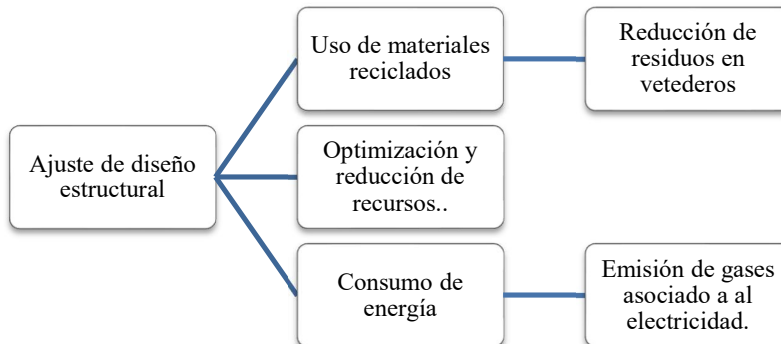 Uso de materiales
reciclados
Reducción de
residuos en
vetederos
Ajuste de diseño
estructural
Optimización y
reducción de
recursos..
Consumo de
energía
Emisión de gases
asociado a al
electricidad.